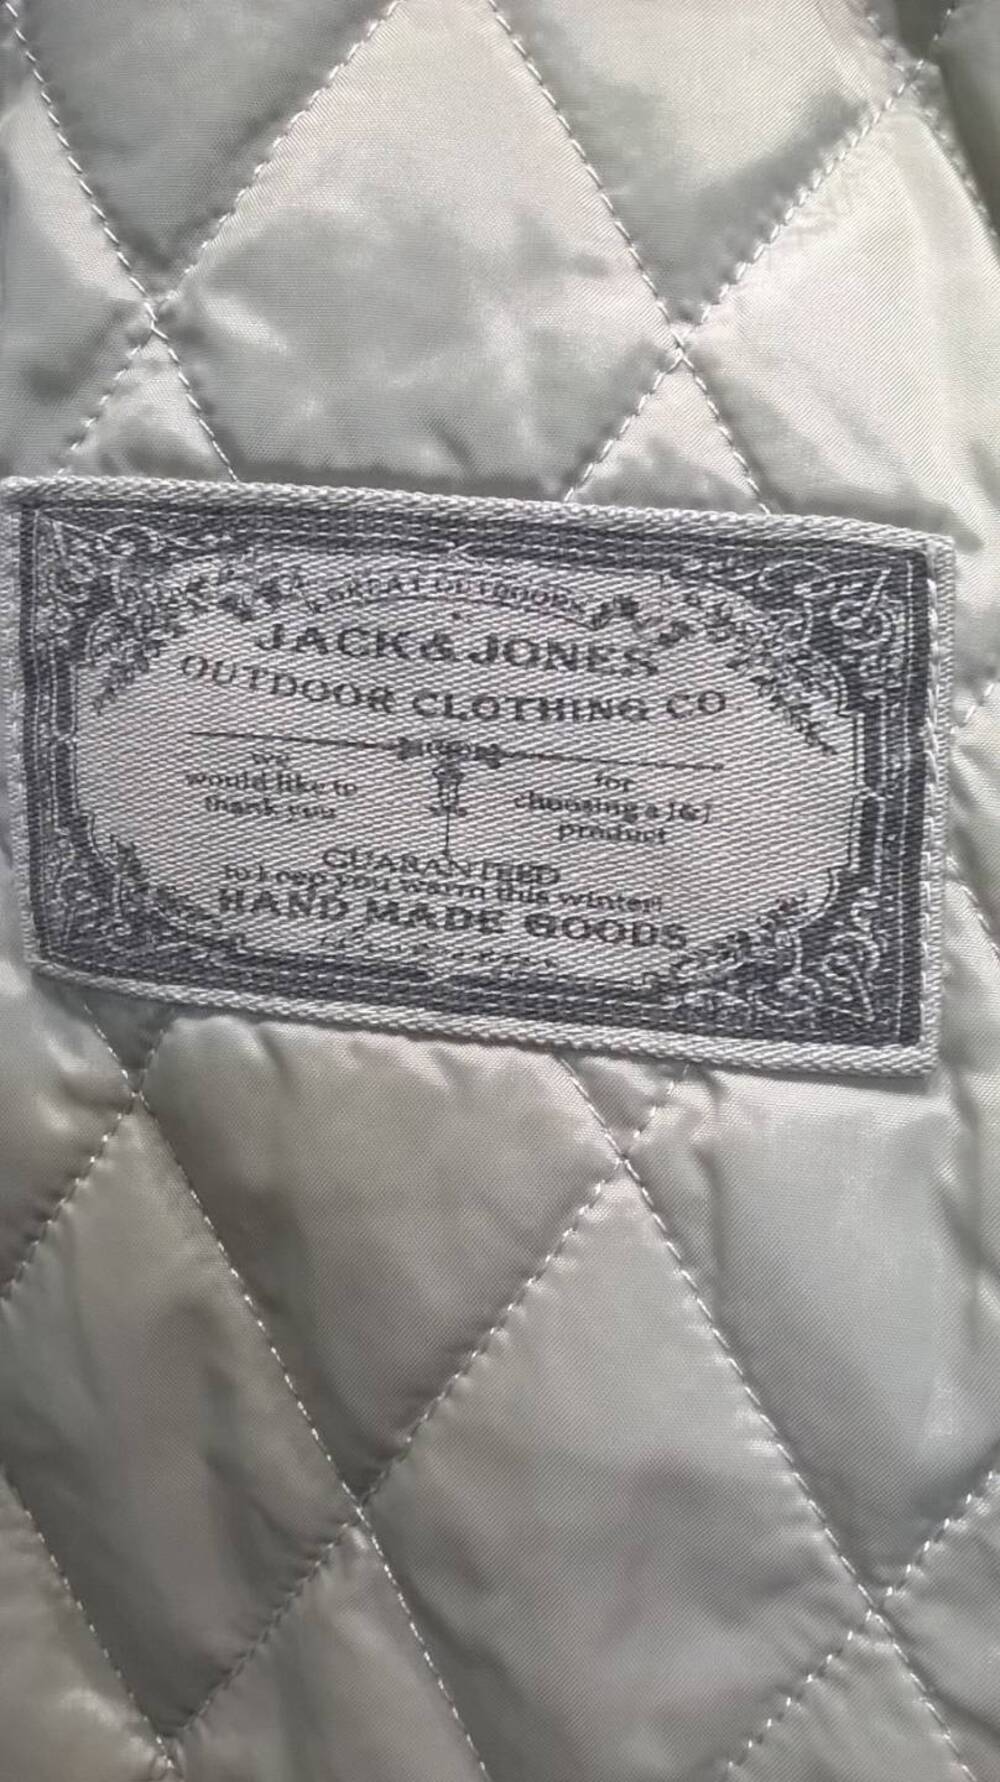 GREAT OUTDOORS
JACK & JONES
OUTDOOR CLOTHING CO.
we
would like to
thank you
for
choosing a J&J
product
GUARANTEED
to keep you warm this winter!
HAND MADE GOODS